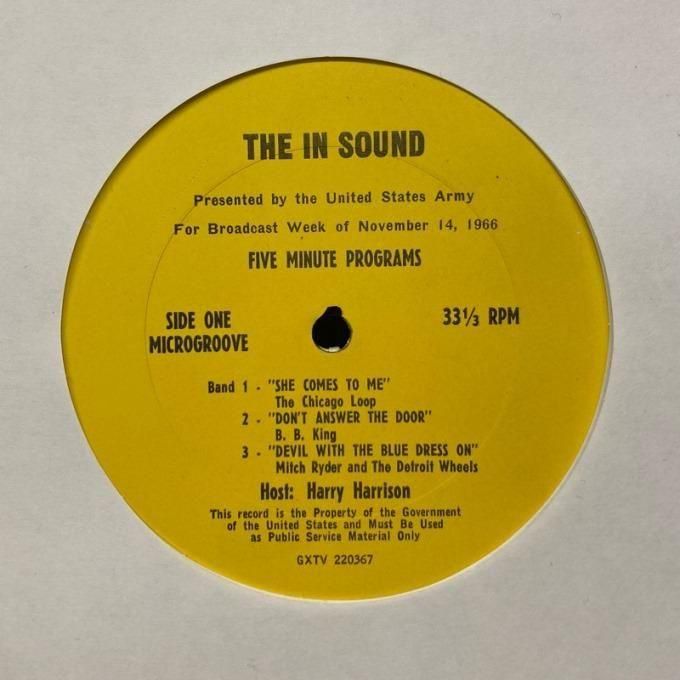 THE IN SOUND
Presented by the United States Army
For Broadcast Week of November 14, 1966
FIVE MINUTE PROGRAMS
SIDE ONE
MICROGROOVE
33⅓ RPM
Band 1 - "SHE COMES TO ME"
The Chicago Loop
2 - "DON'T ANSWER THE DOOR"
B. B. King
3 - "DEVIL WITH THE BLUE DRESS ON"
Mitch Ryder and The Detroit Wheels
Host: Harry Harrison
This record is the Property of the Government
of the United States and Must Be Used
as Public Service Material Only
GXTV 220367